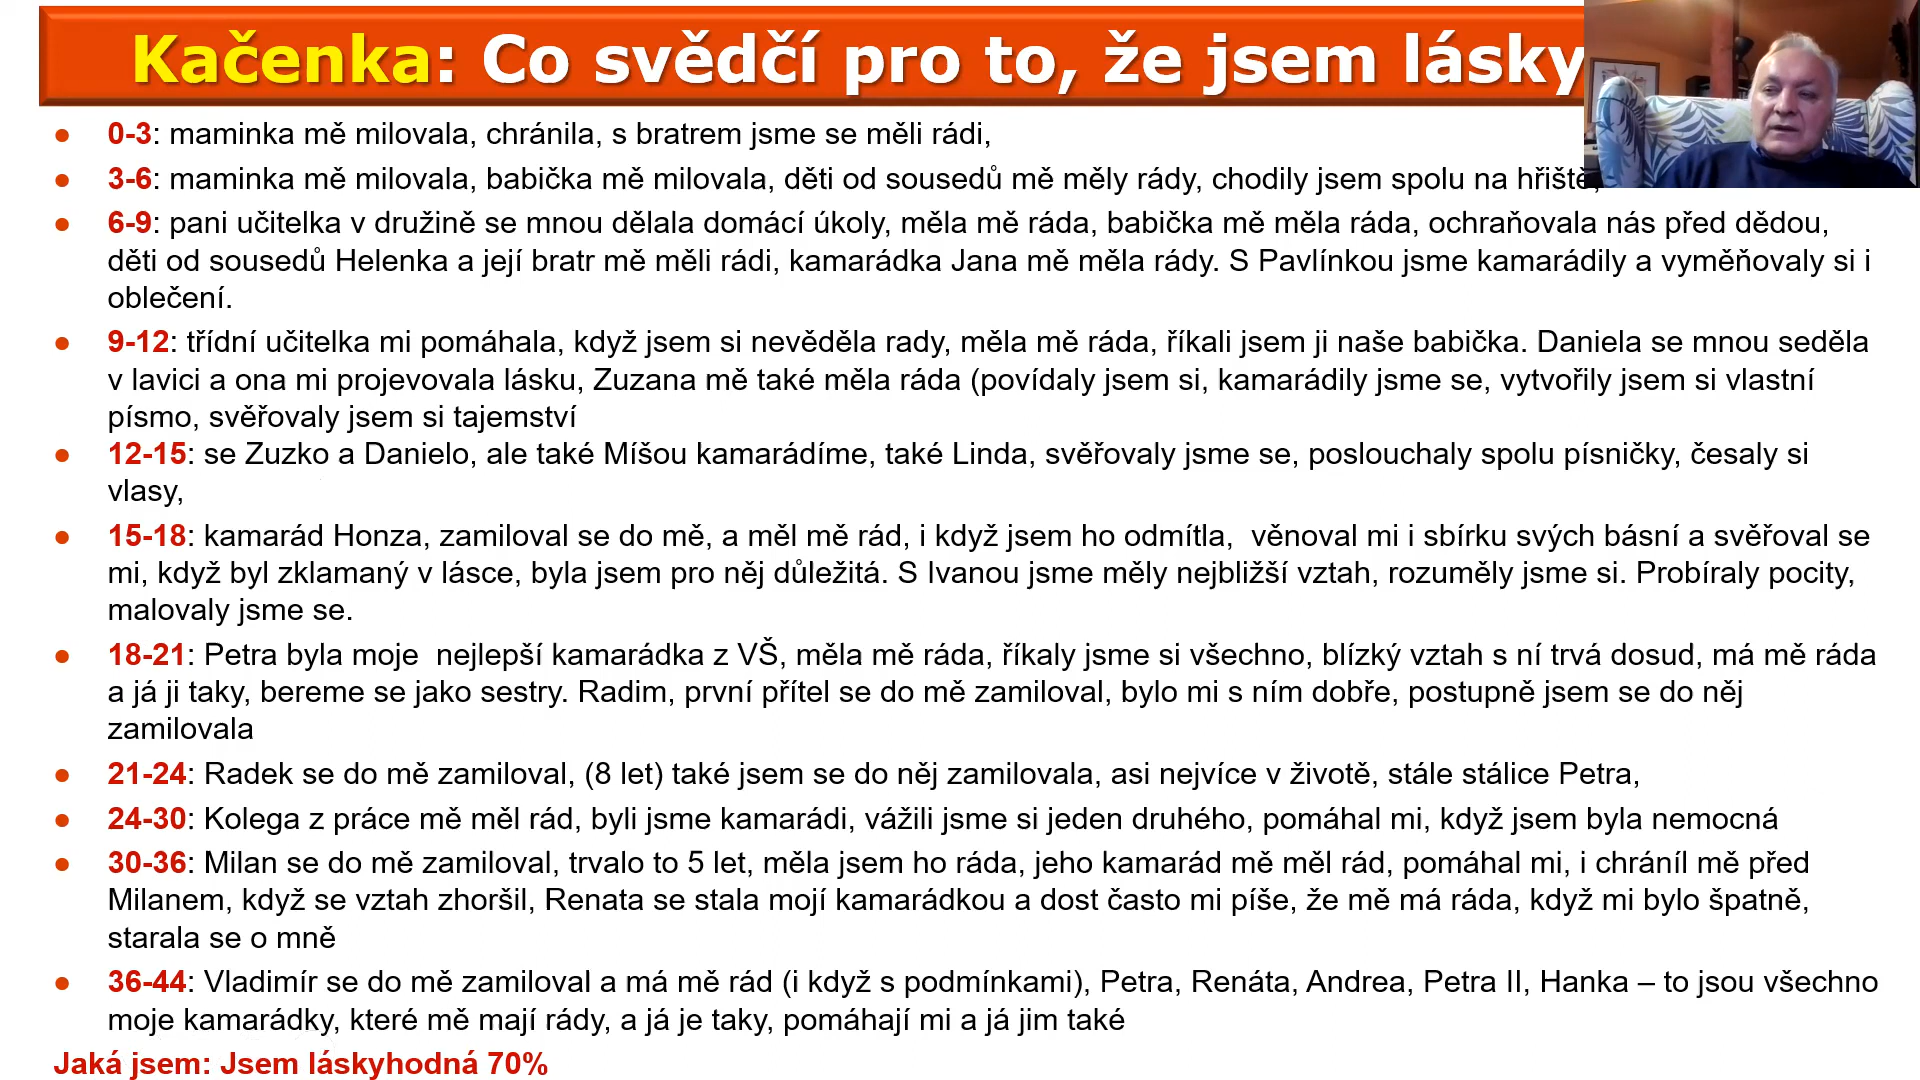 Kačenka: Co svědčí pro to, že jsem lásky
● 0-3: maminka mě milovala, chránila, s bratrem jsme se měli rádi,
● 3-6: maminka mě milovala, babička mě milovala, děti od sousedů mě měly rády, chodily jsem spolu na hřiště,
● 6-9: pani učitelka v družině se mnou dělala domácí úkoly, měla mě ráda, babička mě měla ráda, ochraňovala nás před dědou,
děti od sousedů Helenka a její bratr mě měli rádi, kamarádka Jana mě měla rády. S Pavlínkou jsme kamarádily a vyměňovaly si i
oblečení.
● 9-12: třídní učitelka mi pomáhala, když jsem si nevěděla rady, měla mě ráda, říkali jsem ji naše babička. Daniela se mnou seděla
v lavici a ona mi projevovala lásku, Zuzana mě také měla ráda (povídaly jsem si, kamarádily jsme se, vytvořily jsem si vlastní
písmo, svěřovaly jsem si tajemství
● 12-15: se Zuzko a Danielo, ale také Míšou kamarádíme, také Linda, svěřovaly jsme se, poslouchaly spolu písničky, česaly si
vlasy,
● 15-18: kamarád Honza, zamiloval se do mě, a měl mě rád, i když jsem ho odmítla,  věnoval mi i sbírku svých básní a svěřoval se
mi, když byl zklamaný v lásce, byla jsem pro něj důležitá. S Ivanou jsme měly nejbližší vztah, rozuměly jsme si. Probíraly pocity,
malovaly jsme se.
● 18-21: Petra byla moje  nejlepší kamarádka z VŠ, měla mě ráda, říkaly jsme si všechno, blízký vztah s ní trvá dosud, má mě ráda
a já ji taky, bereme se jako sestry. Radim, první přítel se do mě zamiloval, bylo mi s ním dobře, postupně jsem se do něj
zamilovala
● 21-24: Radek se do mě zamiloval, (8 let) také jsem se do něj zamilovala, asi nejvíce v životě, stále stálice Petra,
● 24-30: Kolega z práce mě měl rád, byli jsme kamarádi, vážili jsme si jeden druhého, pomáhal mi, když jsem byla nemocná
● 30-36: Milan se do mě zamiloval, trvalo to 5 let, měla jsem ho ráda, jeho kamarád mě měl rád, pomáhal mi, i chráníl mě před
Milanem, když se vztah zhoršil, Renata se stala mojí kamarádkou a dost často mi píše, že mě má ráda, když mi bylo špatně,
starala se o mně
● 36-44: Vladimír se do mě zamiloval a má mě rád (i když s podmínkami), Petra, Renáta, Andrea, Petra II, Hanka – to jsou všechno
moje kamarádky, které mě mají rády, a já je taky, pomáhají mi a já jim také
Jaká jsem: Jsem láskyhodná 70%